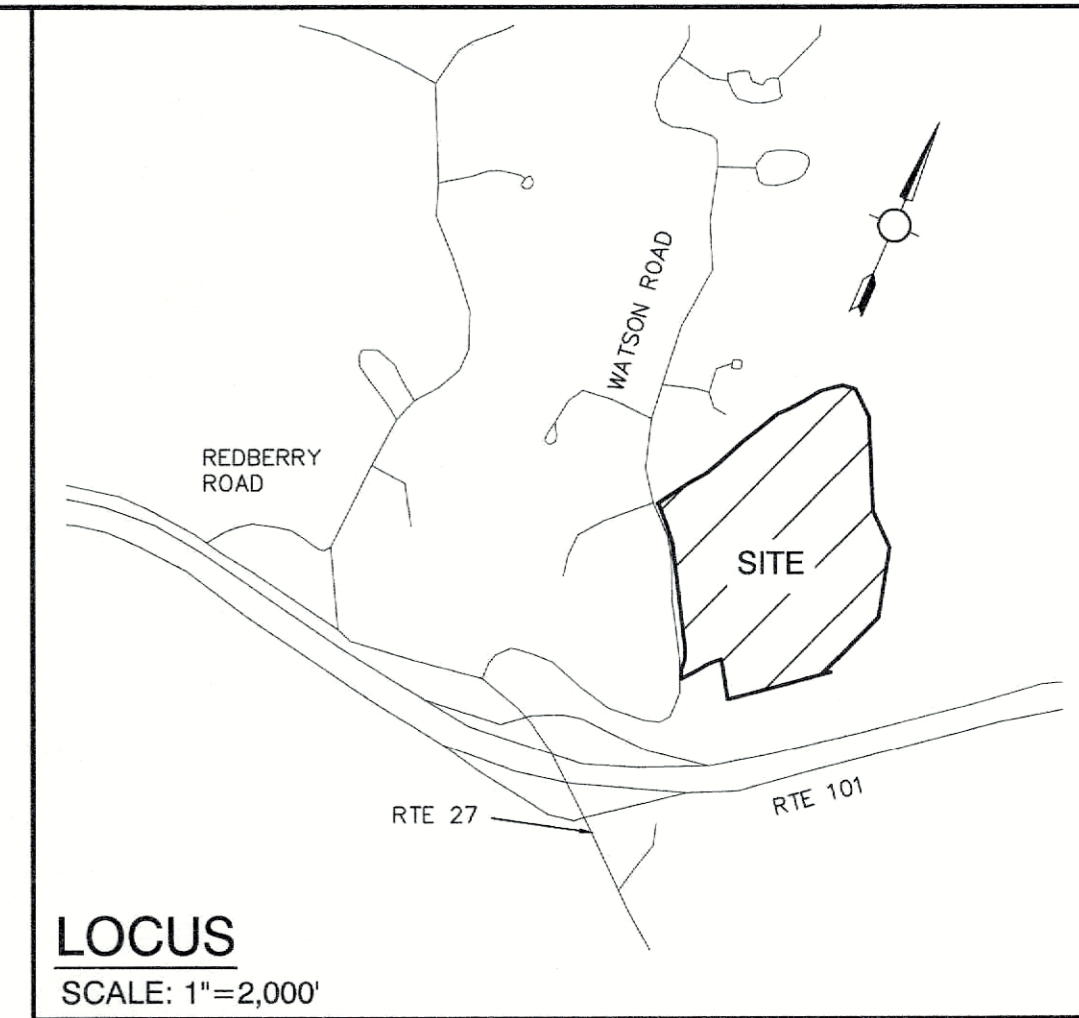 WATSON ROAD
REDBERRY
ROAD
SITE
RTE 27
RTE 101
LOCUS
SCALE: 1"=2,000'